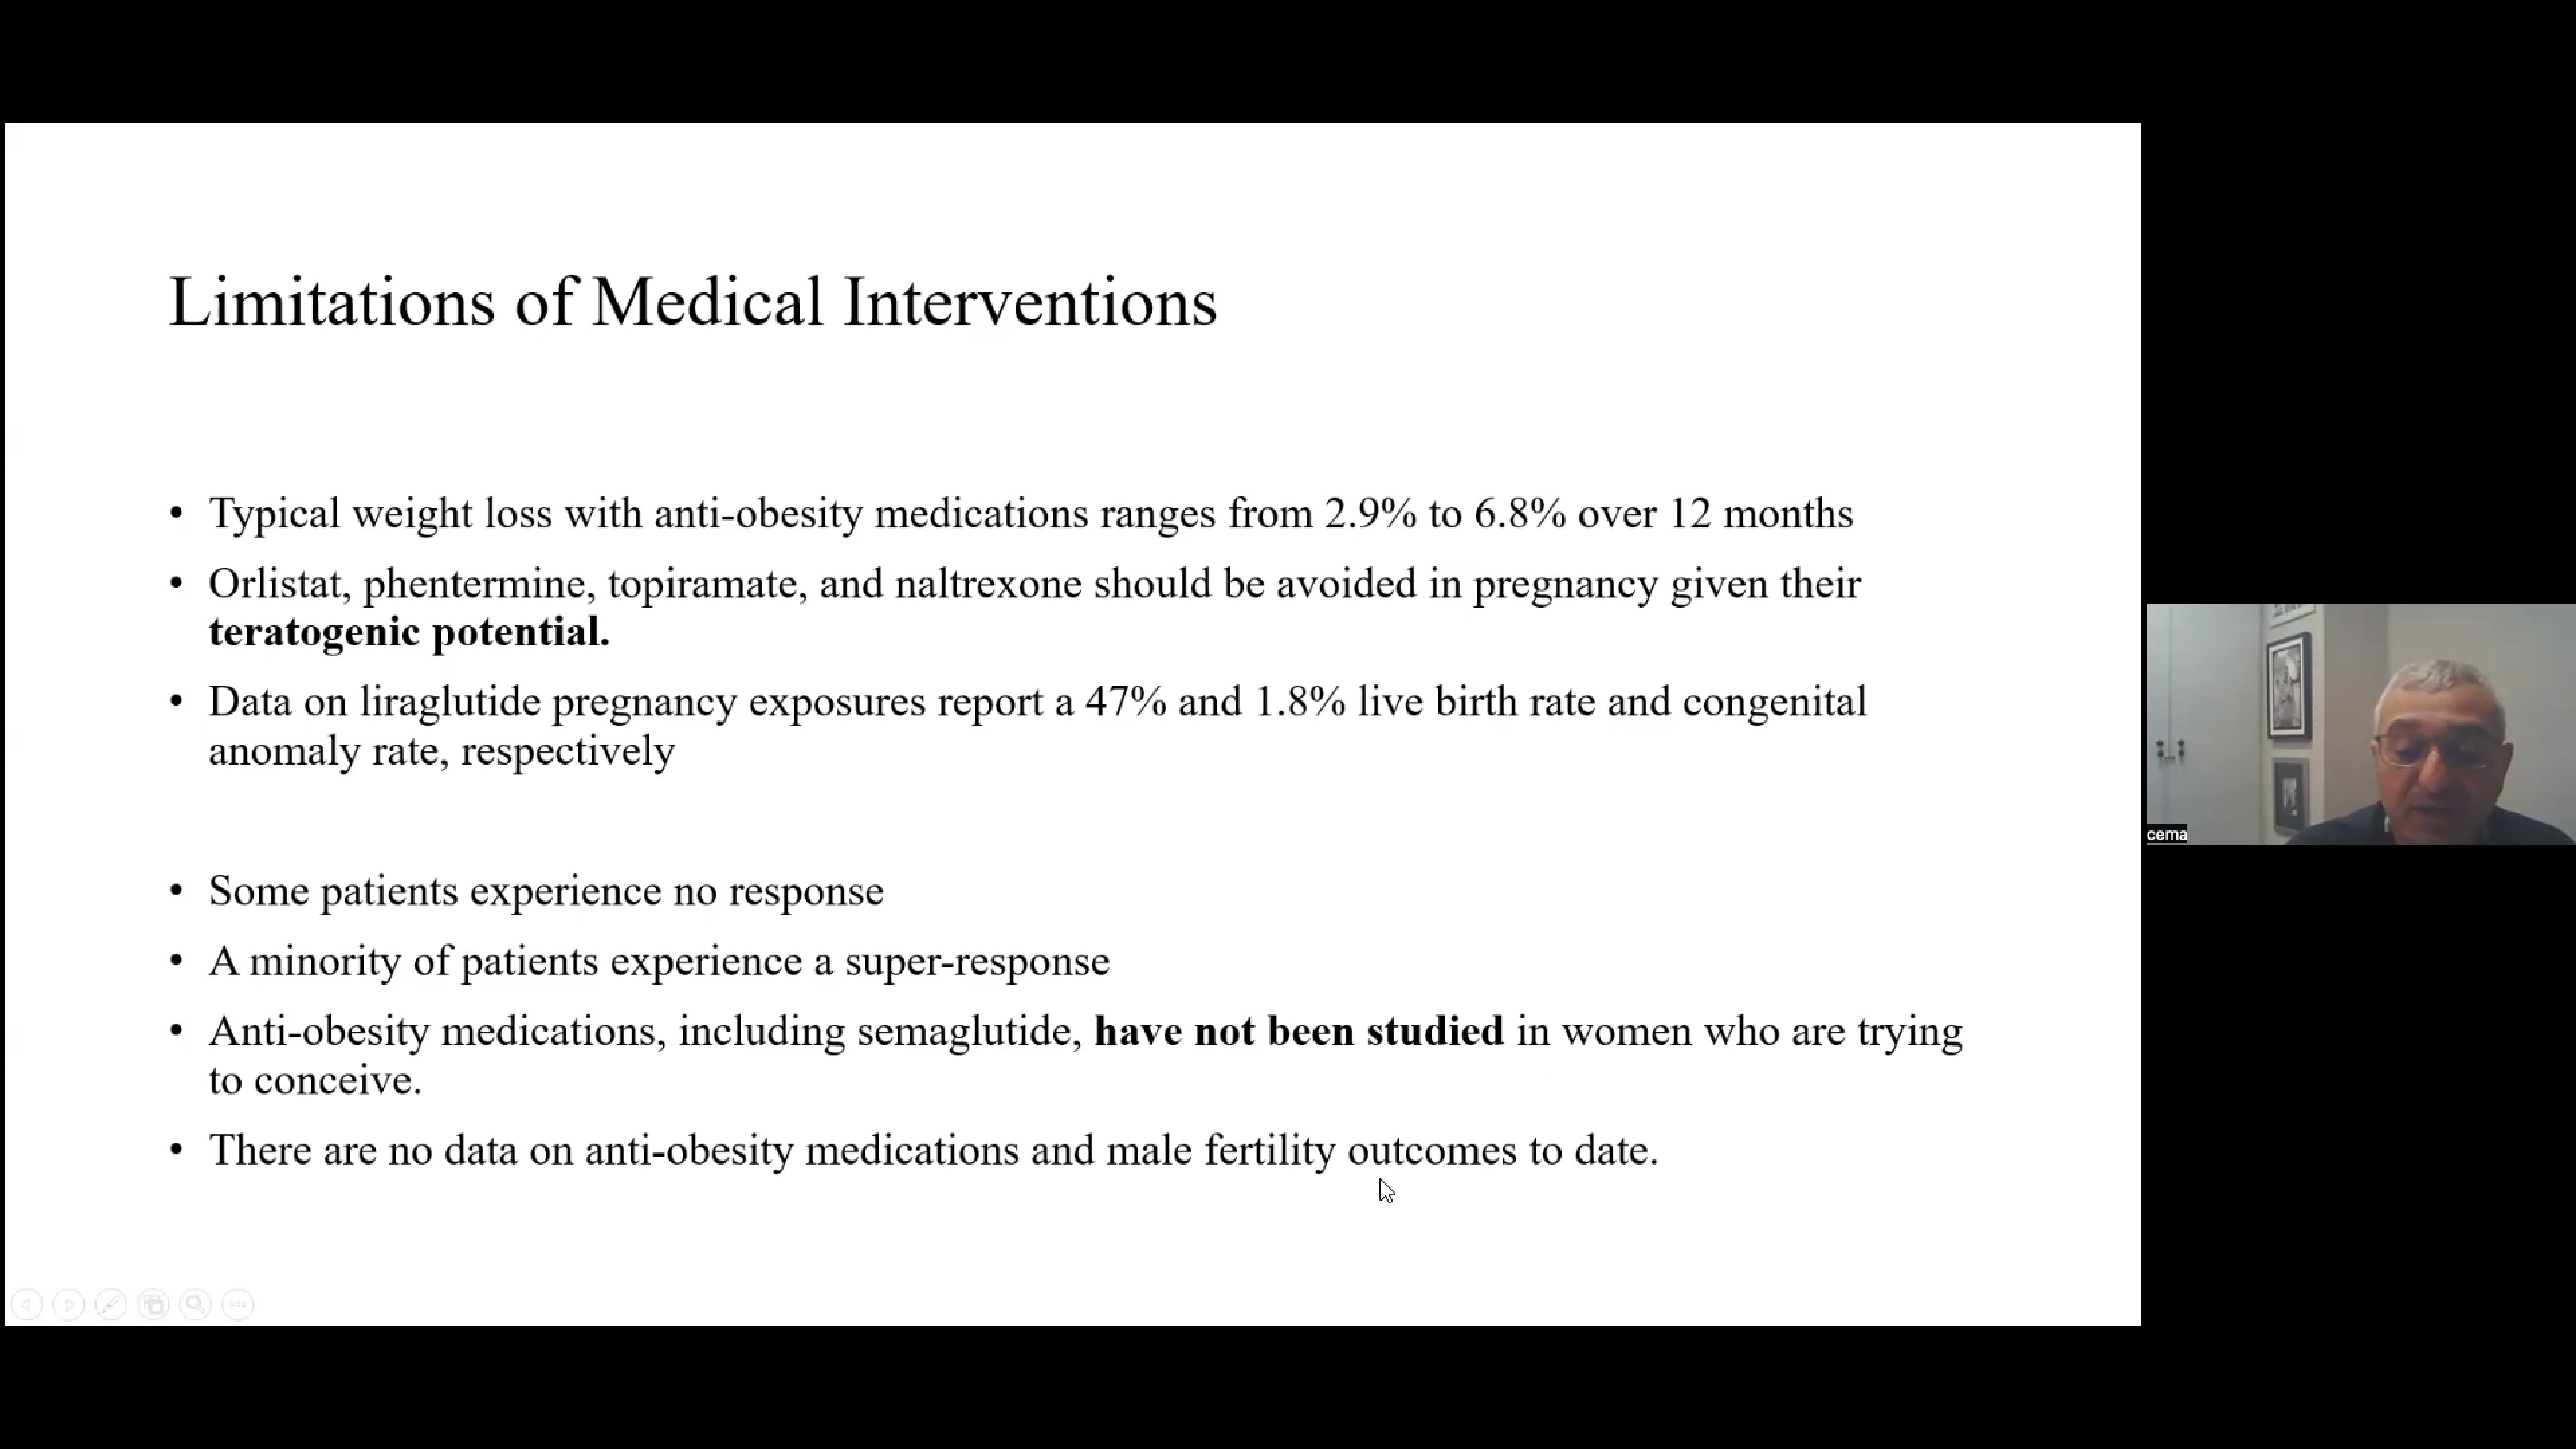 Limitations of Medical Interventions
• Typical weight loss with anti-obesity medications ranges from 2.9% to 6.8% over 12 months
• Orlistat, phentermine, topiramate, and naltrexone should be avoided in pregnancy given their
teratogenic potential.
• Data on liraglutide pregnancy exposures report a 47% and 1.8% live birth rate and congenital
anomaly rate, respectively
• Some patients experience no response
• A minority of patients experience a super-response
• Anti-obesity medications, including semaglutide, have not been studied in women who are trying
to conceive.
• There are no data on anti-obesity medications and male fertility outcomes to date.
cema